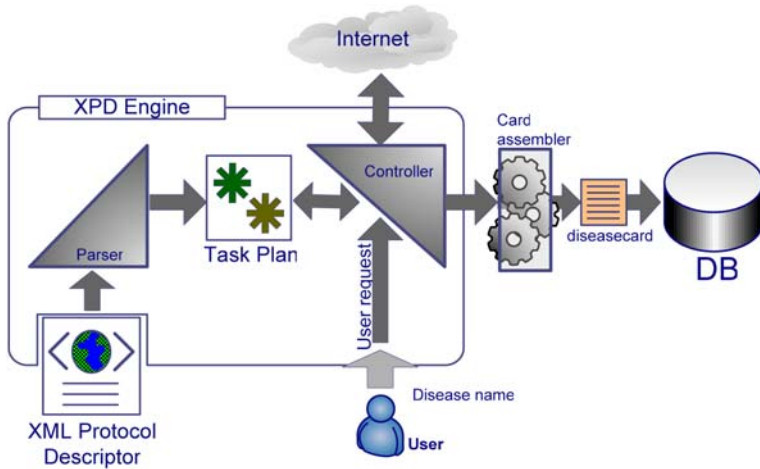 Internet
XPD Engine
Card
assembler
Controller
Parser
Task Plan
User request
diseasecard
DB
Disease name
User
XML Protocol
Descriptor